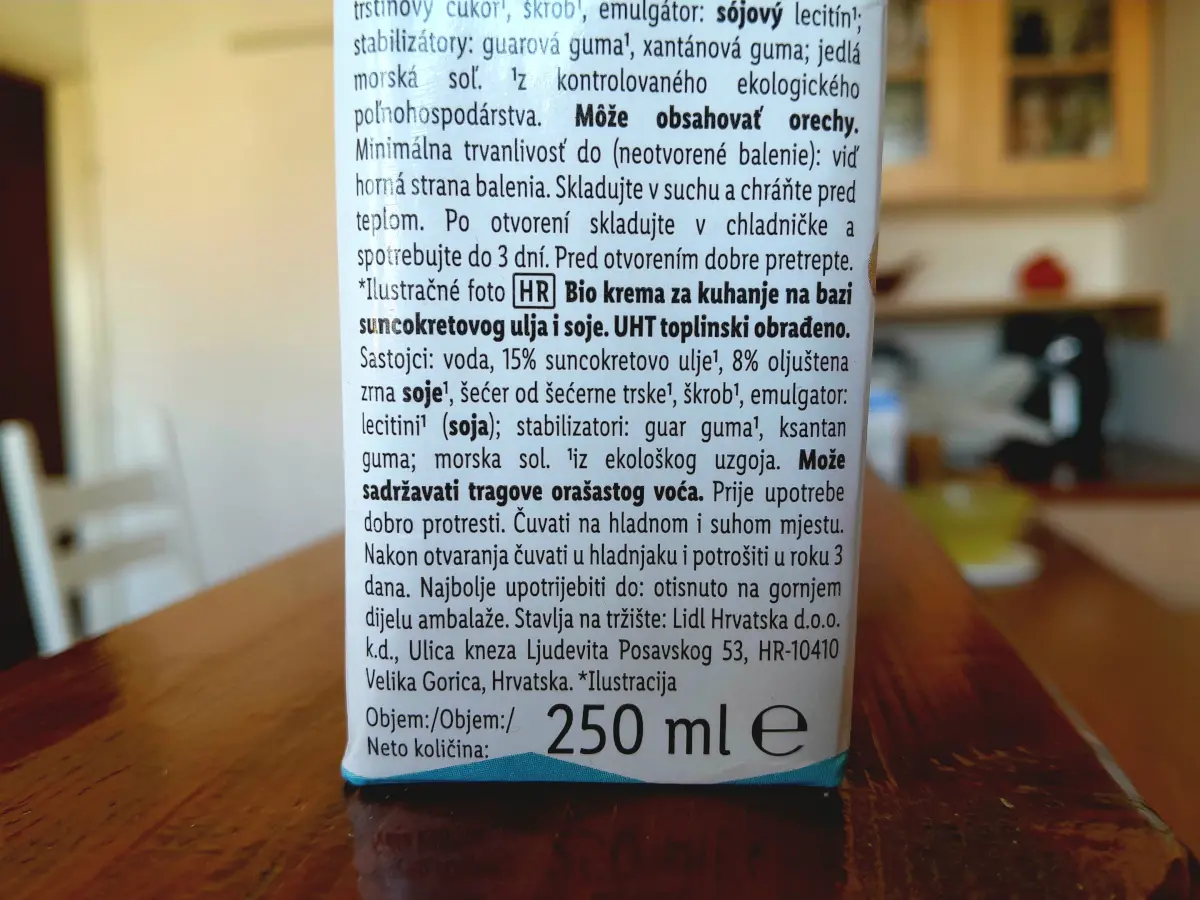 trstinový cukor¹, škrob¹, emulgátor: sójový lecitín¹;
stabilizátory: guarová guma¹, xantánová guma; jedlá
morská soľ. ¹z kontrolovaného ekologického
poľnohospodárstva. Môže obsahovať orechy.
Minimálna trvanlivosť do (neotvorené balenie): viď
horná strana balenia. Skladujte v suchu a chráňte pred
teplom. Po otvorení skladujte v chladničke a
spotrebujte do 3 dní. Pred otvorením dobre pretrepte.
*Ilustračné foto HR Bio krema za kuhanje na bazi
suncokretovog ulja i soje. UHT toplinski obrađeno.
Sastojci: voda, 15% suncokretovo ulje¹, 8% oljuštena
zrna soje¹, šećer od šećerne trske¹, škrob¹, emulgator:
lecitini¹ (soja); stabilizatori: guar guma¹, ksantan
guma; morska sol. ¹iz ekološkog uzgoja. Može
sadržavati tragove orašastog voća. Prije upotrebe
dobro protresti. Čuvati na hladnom i suhom mjestu.
Nakon otvaranja čuvati u hladnjaku i potrošiti u roku 3
dana. Najbolje upotrijebiti do: otisnuto na gornjem
dijelu ambalaže. Stavlja na tržište: Lidl Hrvatska d.o.o.
k.d., Ulica kneza Ljudevita Posavskog 53, HR-10410
Velika Gorica, Hrvatska. *Ilustracija
Objem:/Objem:/
Neto količina: 250 ml e